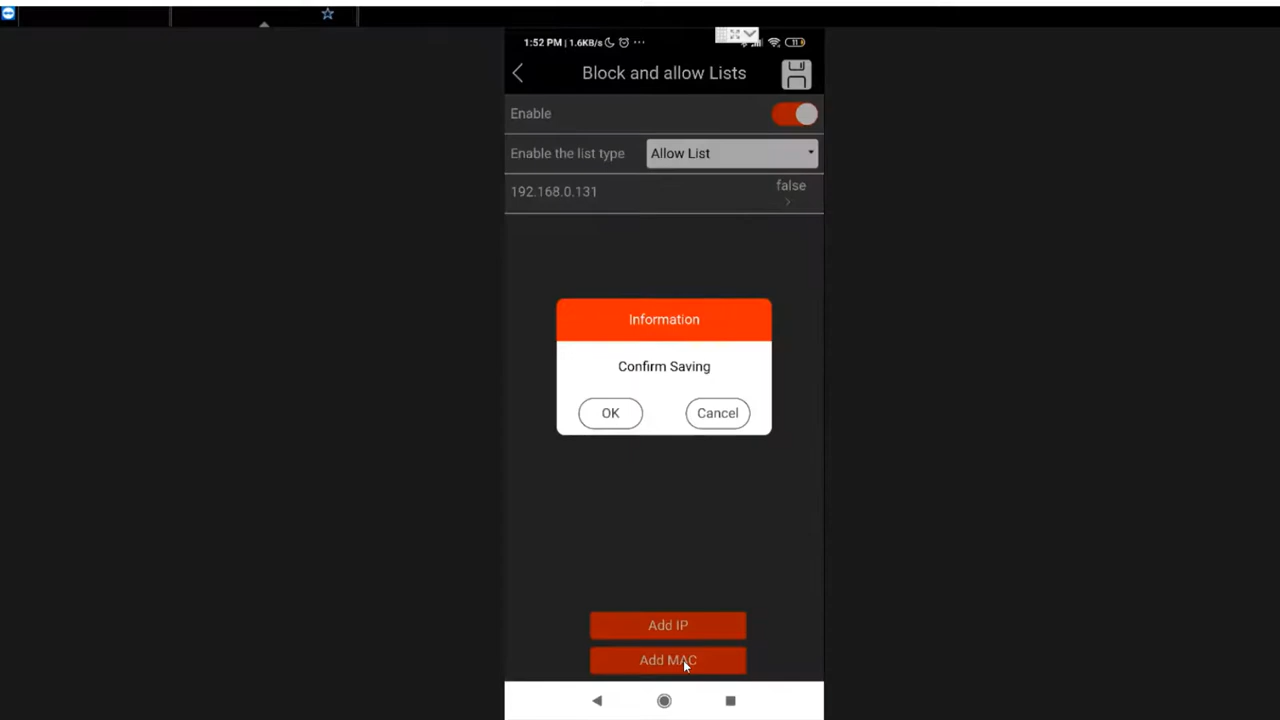 1:52 PM | 1.6KB/s ...
Block and allow Lists
Enable
Enable the list type Allow List
192.168.0.131 false
Information
Confirm Saving
OK Cancel
Add IP
Add MAC